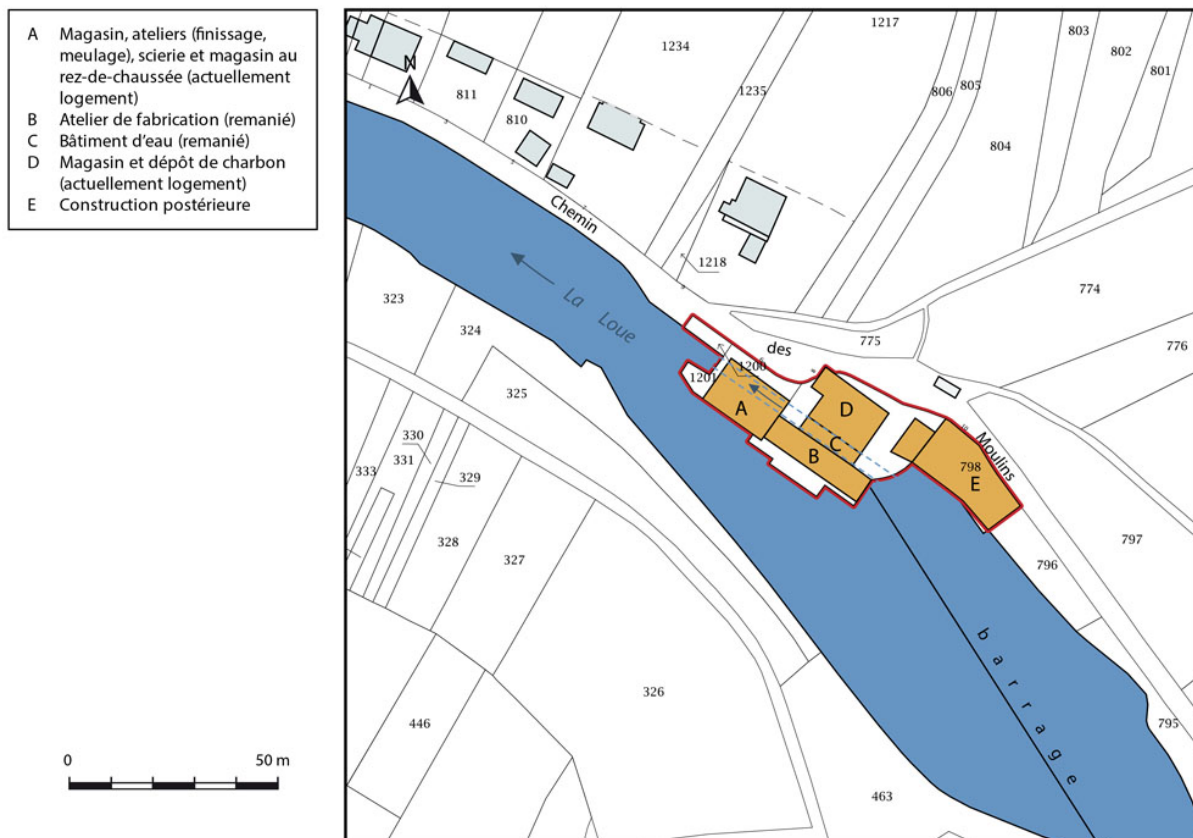 A Magasin, ateliers (finissage,
meulage), scierie et magasin au
rez-de-chaussée (actuellement
logement)
B Atelier de fabrication (remanié)
C Bâtiment d'eau (remanié)
D Magasin et dépôt de charbon
(actuellement logement)
E Construction postérieure
0 50 m
N
1217
1234
803
802
801
811
1235
806
805
810
804
Chemin
1218
774
323
La Loue
324
des
775
776
1200
1201
325
A
D
C
B
Moulins
798
E
330
331
333
329
328
327
797
796
barrage
326
446
795
463